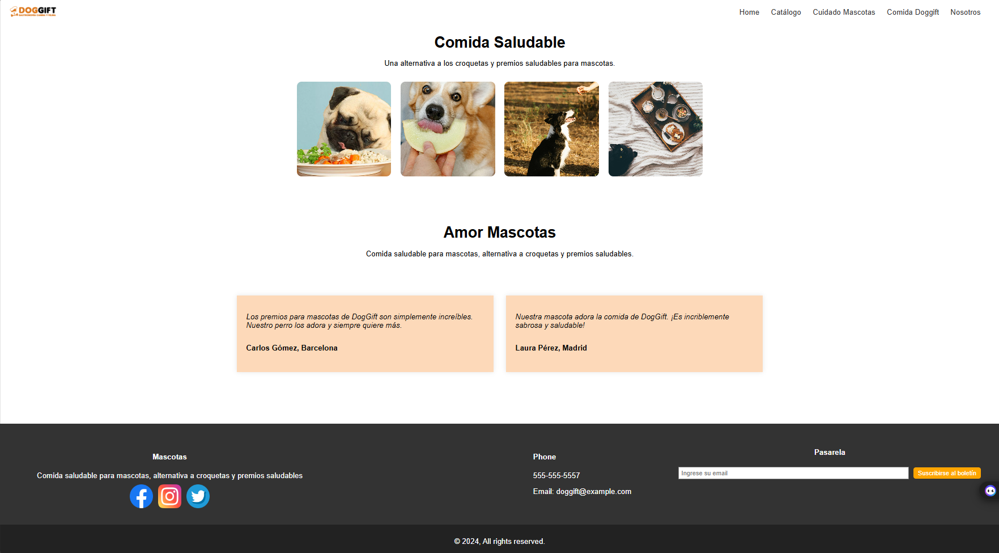 DOGGIFT
GASTRONOMÍA CANINA Y FELINA
Home Catálogo Cuidado Mascotas Comida Doggift Nosotros
Comida Saludable
Una alternativa a los croquetas y premios saludables para mascotas.
Amor Mascotas
Comida saludable para mascotas, alternativa a croquetas y premios saludables.
Los premios para mascotas de DogGift son simplemente increíbles.
Nuestro perro los adora y siempre quiere más.
Carlos Gómez, Barcelona
Nuestra mascota adora la comida de DogGift. ¡Es incriblemente
sabrosa y saludable!
Laura Pérez, Madrid
Mascotas
Comida saludable para mascotas, alternativa a croquetas y premios saludables
Phone
555-555-5557
Email: doggift@example.com
Pasarela
Ingrese su email
Suscribirse al boletín
© 2024, All rights reserved.